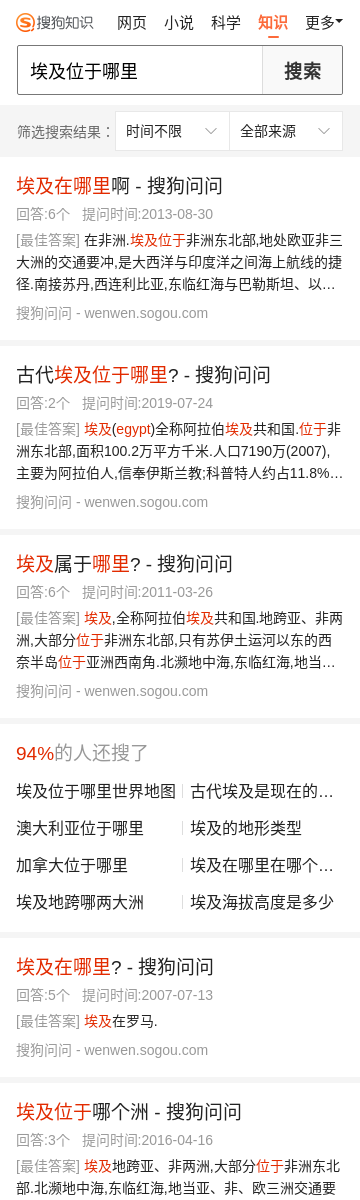 搜狗知识 网页 小说 科学 知识 更多
埃及位于哪里 搜索
筛选搜索结果： 时间不限 全部来源
埃及在哪里啊 - 搜狗问问
回答:6个 提问时间:2013-08-30
[最佳答案] 在非洲.埃及位于非洲东北部,地处欧亚非三
大洲的交通要冲,是大西洋与印度洋之间海上航线的捷
径.南接苏丹,西连利比亚,东临红海与巴勒斯坦、以…
搜狗问问 - wenwen.sogou.com
古代埃及位于哪里? - 搜狗问问
回答:2个 提问时间:2019-07-24
[最佳答案] 埃及(egypt)全称阿拉伯埃及共和国.位于非
洲东北部,面积100.2万平方千米.人口7190万(2007),
主要为阿拉伯人,信奉伊斯兰教;科普特人约占11.8%…
搜狗问问 - wenwen.sogou.com
埃及属于哪里? - 搜狗问问
回答:6个 提问时间:2011-03-26
[最佳答案] 埃及,全称阿拉伯埃及共和国.地跨亚、非两
洲,大部分位于非洲东北部,只有苏伊士运河以东的西
奈半岛位于亚洲西南角.北濒地中海,东临红海,地当…
搜狗问问 - wenwen.sogou.com
94%的人还搜了
埃及位于哪里世界地图 古代埃及是现在的…
澳大利亚位于哪里 埃及的地形类型
加拿大位于哪里 埃及在哪里在哪个…
埃及地跨哪两大洲 埃及海拔高度是多少
埃及在哪里? - 搜狗问问
回答:5个 提问时间:2007-07-13
[最佳答案] 埃及在罗马.
搜狗问问 - wenwen.sogou.com
埃及位于哪个洲 - 搜狗问问
回答:3个 提问时间:2016-04-16
[最佳答案] 埃及地跨亚、非两洲,大部分位于非洲东北
部.北濒地中海,东临红海,地当亚、非、欧三洲交通要